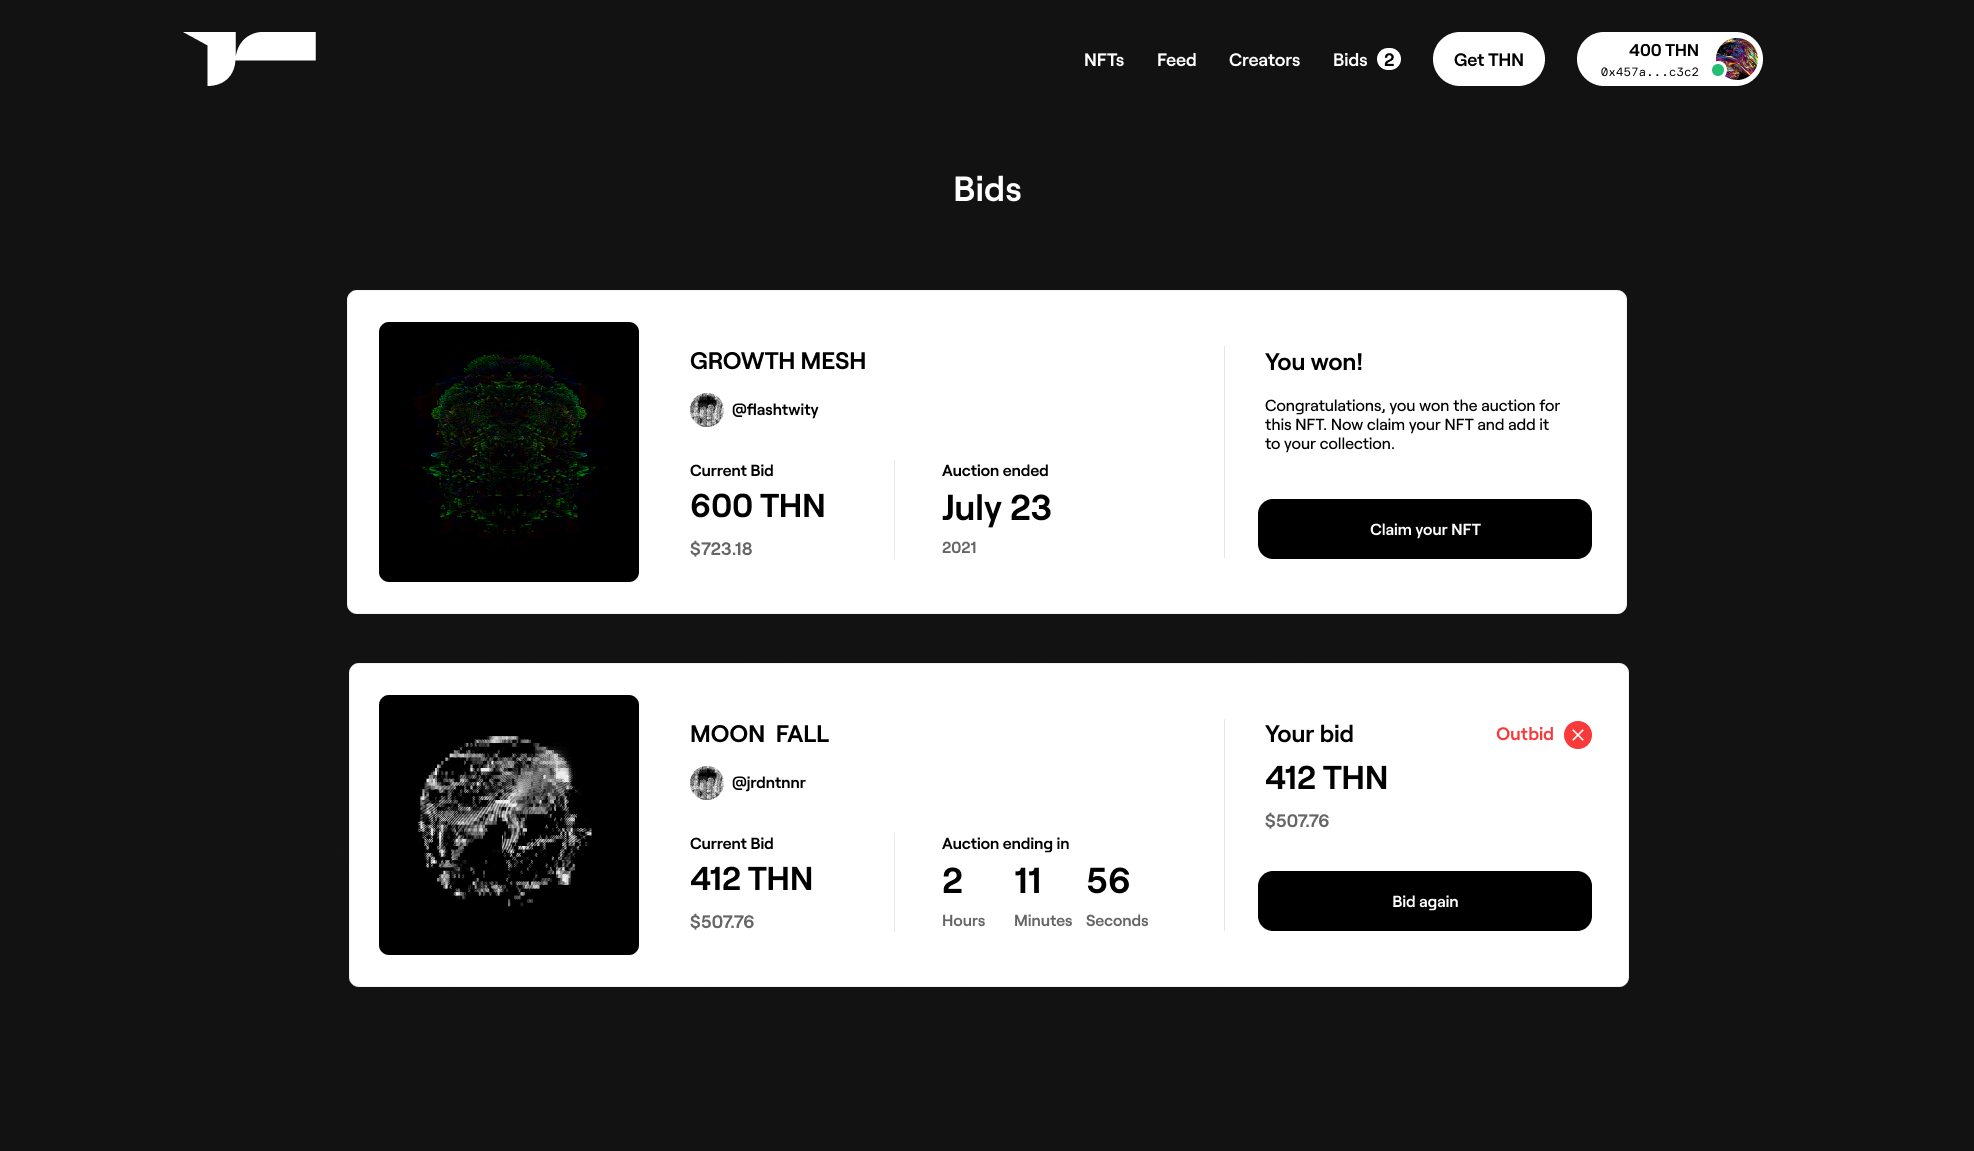 NFTs Feed Creators Bids 2 Get THN 400 THN
0x457a...c3c2
Bids
GROWTH MESH
@flashtwity
Current Bid
600 THN
$723.18
Auction ended
July 23
2021
You won!
Congratulations, you won the auction for
this NFT. Now claim your NFT and add it
to your collection.
Claim your NFT
MOON  FALL
@jrdntnnr
Current Bid
412 THN
$507.76
Auction ending in
2 11 56
Hours Minutes Seconds
Your bid Outbid
412 THN
$507.76
Bid again